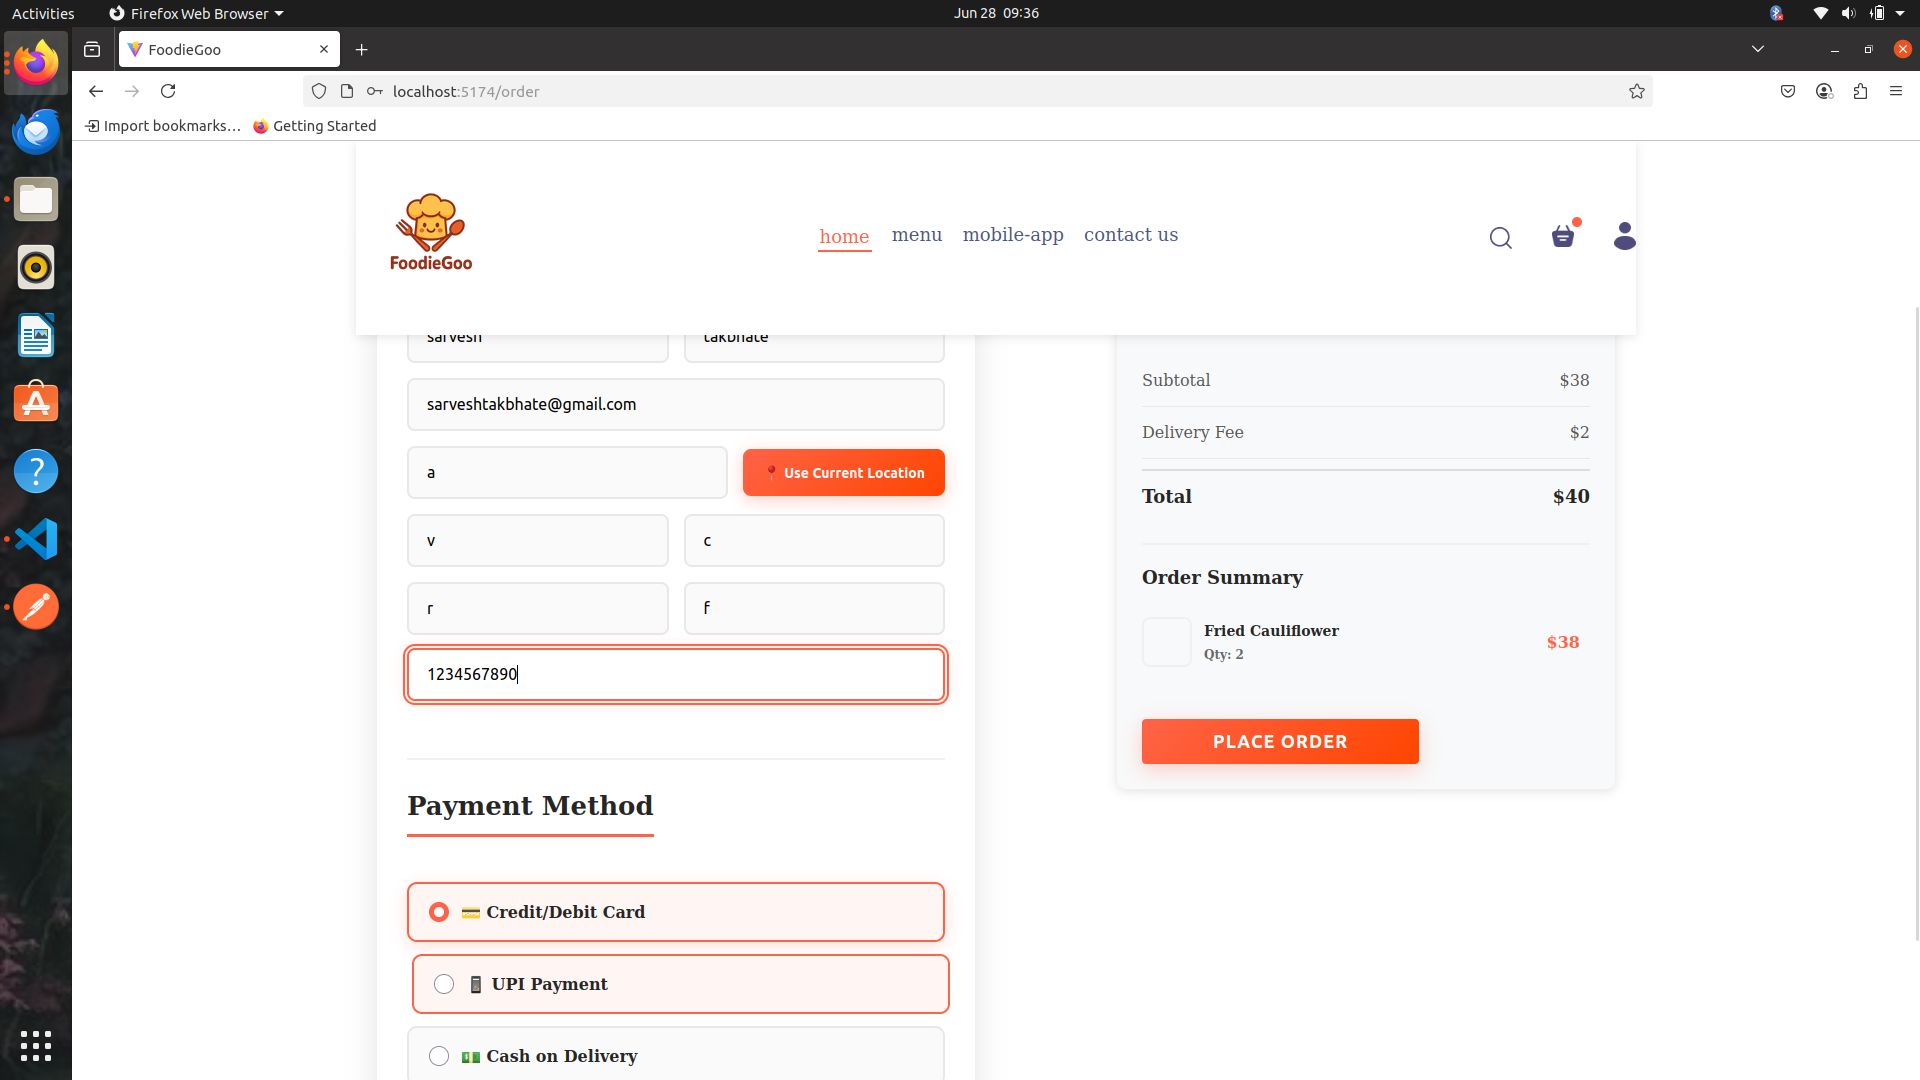 Activities
Firefox Web Browser
Jun 28 09:36
FoodieGoo
localhost:5174/order
Import bookmarks...
Getting Started
FoodieGoo
home
menu
mobile-app
contact us
sarvesh
takbhate
sarveshtakbhate@gmail.com
a
📍 Use Current Location
v
c
r
f
1234567890
Payment Method
💳 Credit/Debit Card
📱 UPI Payment
💵 Cash on Delivery
Subtotal $38
Delivery Fee $2
Total $40
Order Summary
Fried Cauliflower
Qty: 2
$38
PLACE ORDER